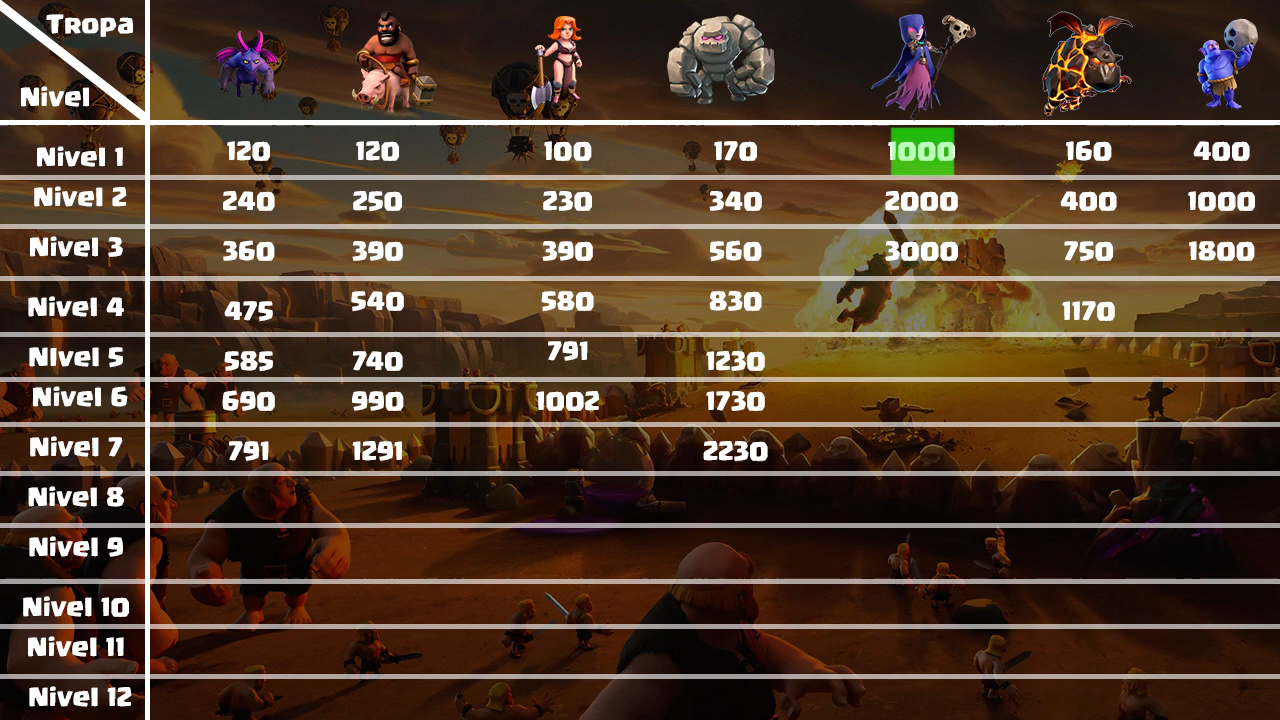 Tropa
Nivel
Nivel 1 120 120 100 170 1000 160 400
Nivel 2 240 250 230 340 2000 400 1000
Nivel 3 360 390 390 560 3000 750 1800
Nivel 4 475 540 580 830 1170
NIvel 5 585 740 791 1230
Nivel 6 690 990 1002 1730
Nivel 7 791 1291 2230
Nivel 8
Nivel 9
Nivel 10
Nivel 11
Nivel 12